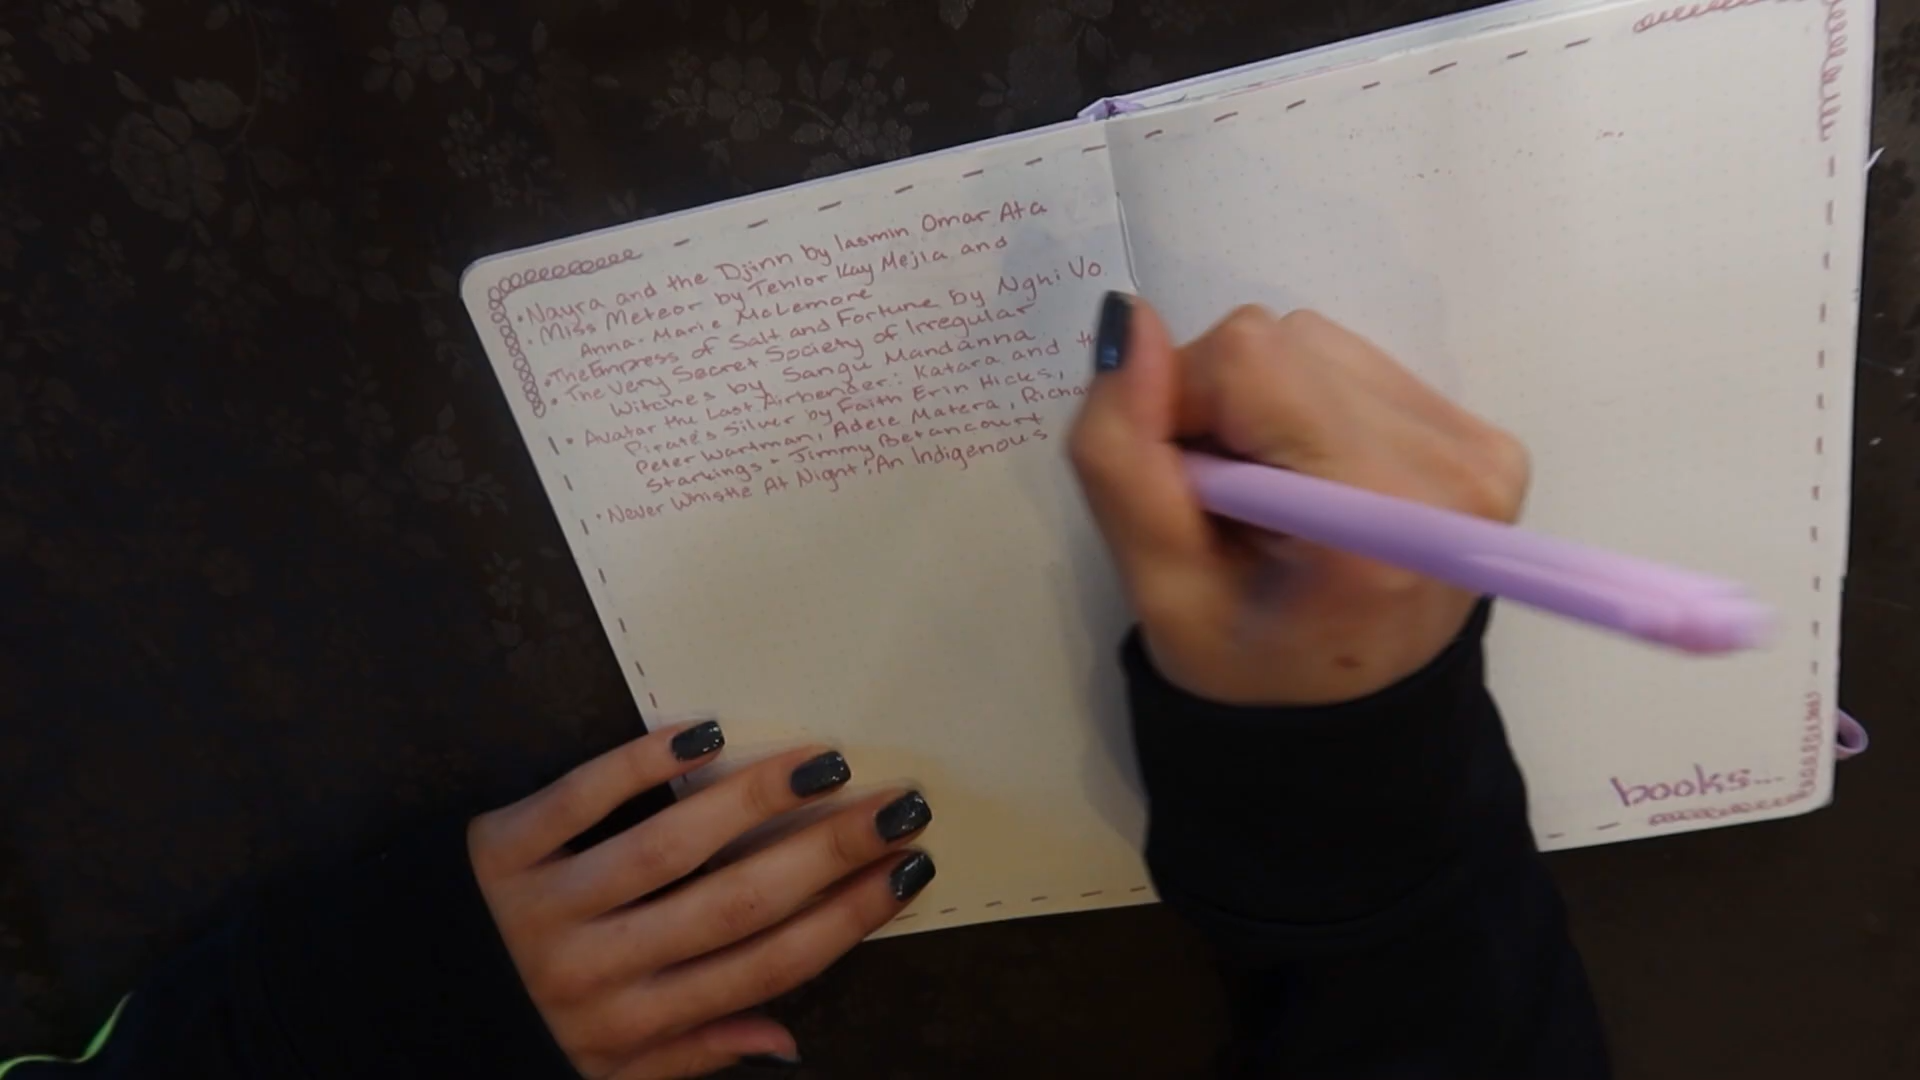 • Nayra and the Djinn by Iasmin Omar Ata
• Miss Meteor by Tehlor Kay Mejia and
Anna-Marie McLemore
• The Empress of Salt and Fortune by Nghi Vo
• The Very Secret Society of Irregular
Witches by Sangu Mandanna
• Avatar the Last Airbender: Katara and
Pirate's Silver by Faith Erin Hicks,
Peter Wartman, Adele Matera, Richa
Starkings + Jimmy Betancourt
• Never Whistle At Night: An Indigenous
books...